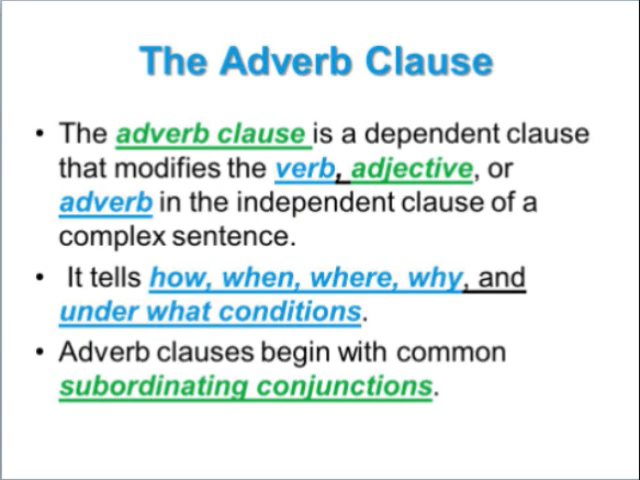 The Adverb Clause
• The adverb clause is a dependent clause
that modifies the verb, adjective, or
adverb in the independent clause of a
complex sentence.
• It tells how, when, where, why, and
under what conditions.
• Adverb clauses begin with common
subordinating conjunctions.